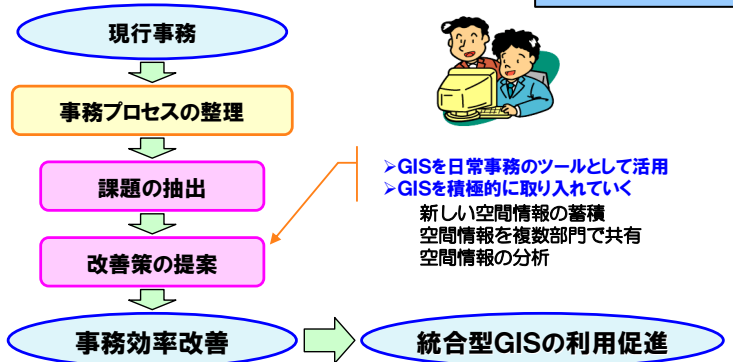 現行事務
事務プロセスの整理
課題の抽出
改善策の提案
➢GISを日常事務のツールとして活用
➢GISを積極的に取り入れていく
新しい空間情報の蓄積
空間情報を複数部門で共有
空間情報の分析
事務効率改善
統合型GISの利用促進